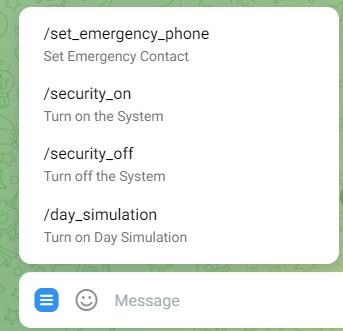 /set_emergency_phone
Set Emergency Contact
/security_on
Turn on the System
/security_off
Turn off the System
/day_simulation
Turn on Day Simulation
Message